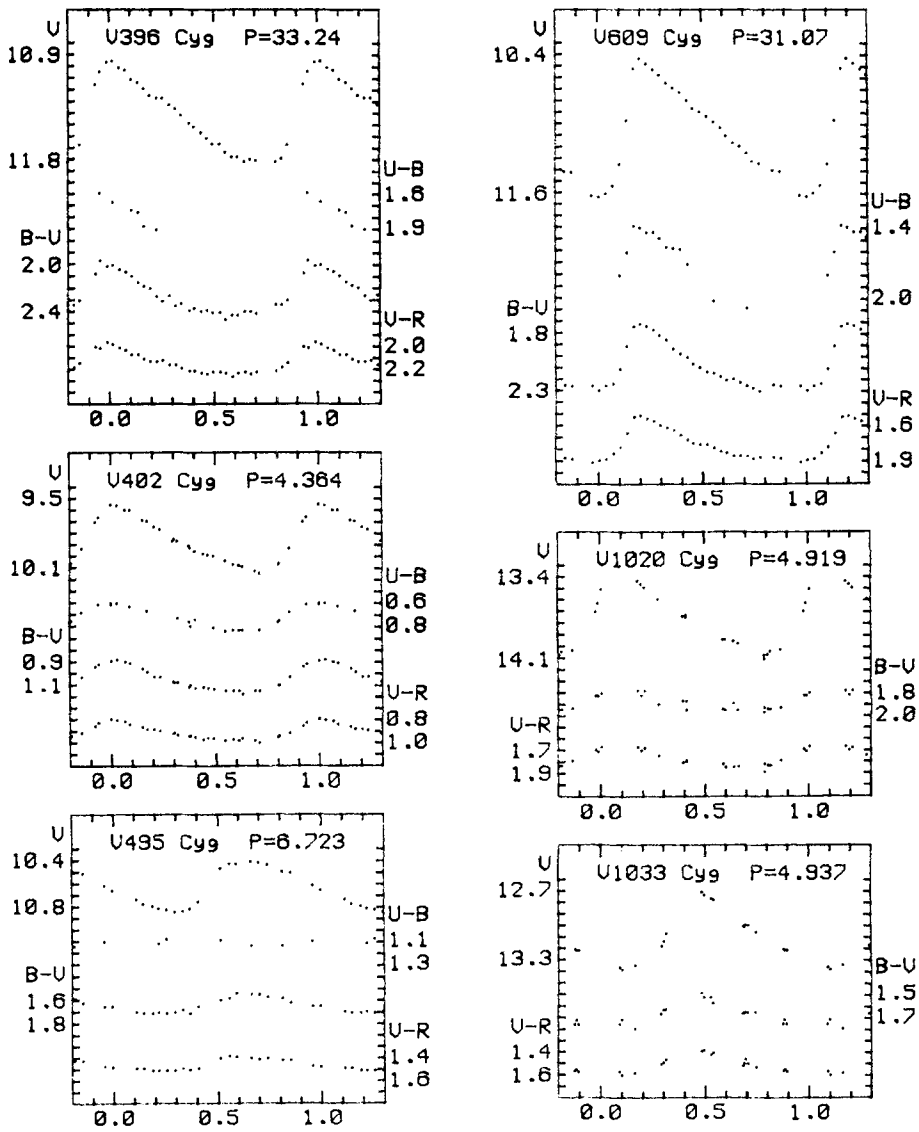 V
V396 Cyg P=33.24
10.9
11.8
U-B
1.6
1.9
B-V
2.0
2.4
V-R
2.0
2.2
0.0 0.5 1.0
V
V402 Cyg P=4.364
9.5
10.1
U-B
0.6
0.8
B-V
0.9
1.1
V-R
0.8
1.0
0.0 0.5 1.0
V
V495 Cyg P=6.723
10.4
10.8
U-B
1.1
1.3
B-V
1.6
1.8
V-R
1.4
1.6
0.0 0.5 1.0
V
V609 Cyg P=31.07
10.4
11.6
U-B
1.4
2.0
B-V
1.8
2.3
V-R
1.6
1.9
0.0 0.5 1.0
V
V1020 Cyg P=4.919
13.4
14.1
B-V
1.8
2.0
V-R
1.7
1.9
0.0 0.5 1.0
V
V1033 Cyg P=4.937
12.7
13.3
B-V
1.5
1.7
V-R
1.4
1.6
0.0 0.5 1.0